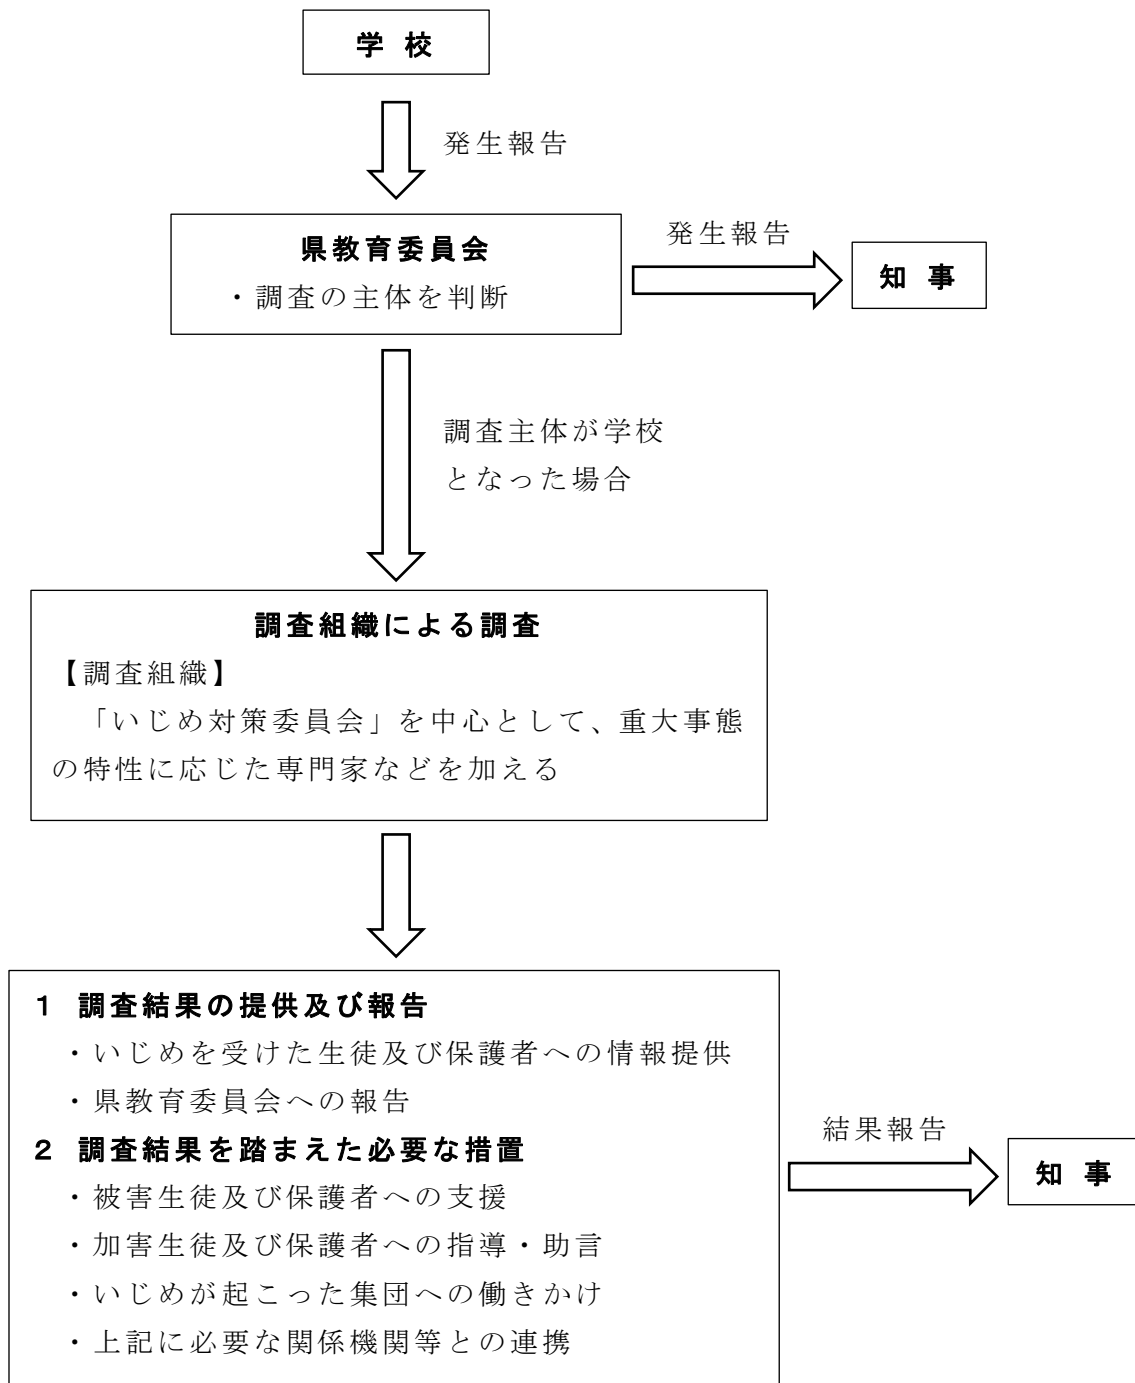 学 校
発生報告
県教育委員会
・調査の主体を判断
発生報告
知 事
調査主体が学校
となった場合
調査組織による調査
【調査組織】
「いじめ対策委員会」を中心として、重大事態
の特性に応じた専門家などを加える
1 調査結果の提供及び報告
・いじめを受けた生徒及び保護者への情報提供
・県教育委員会への報告
2 調査結果を踏まえた必要な措置
・被害生徒及び保護者への支援
・加害生徒及び保護者への指導・助言
・いじめが起こった集団への働きかけ
・上記に必要な関係機関等との連携
結果報告
知 事